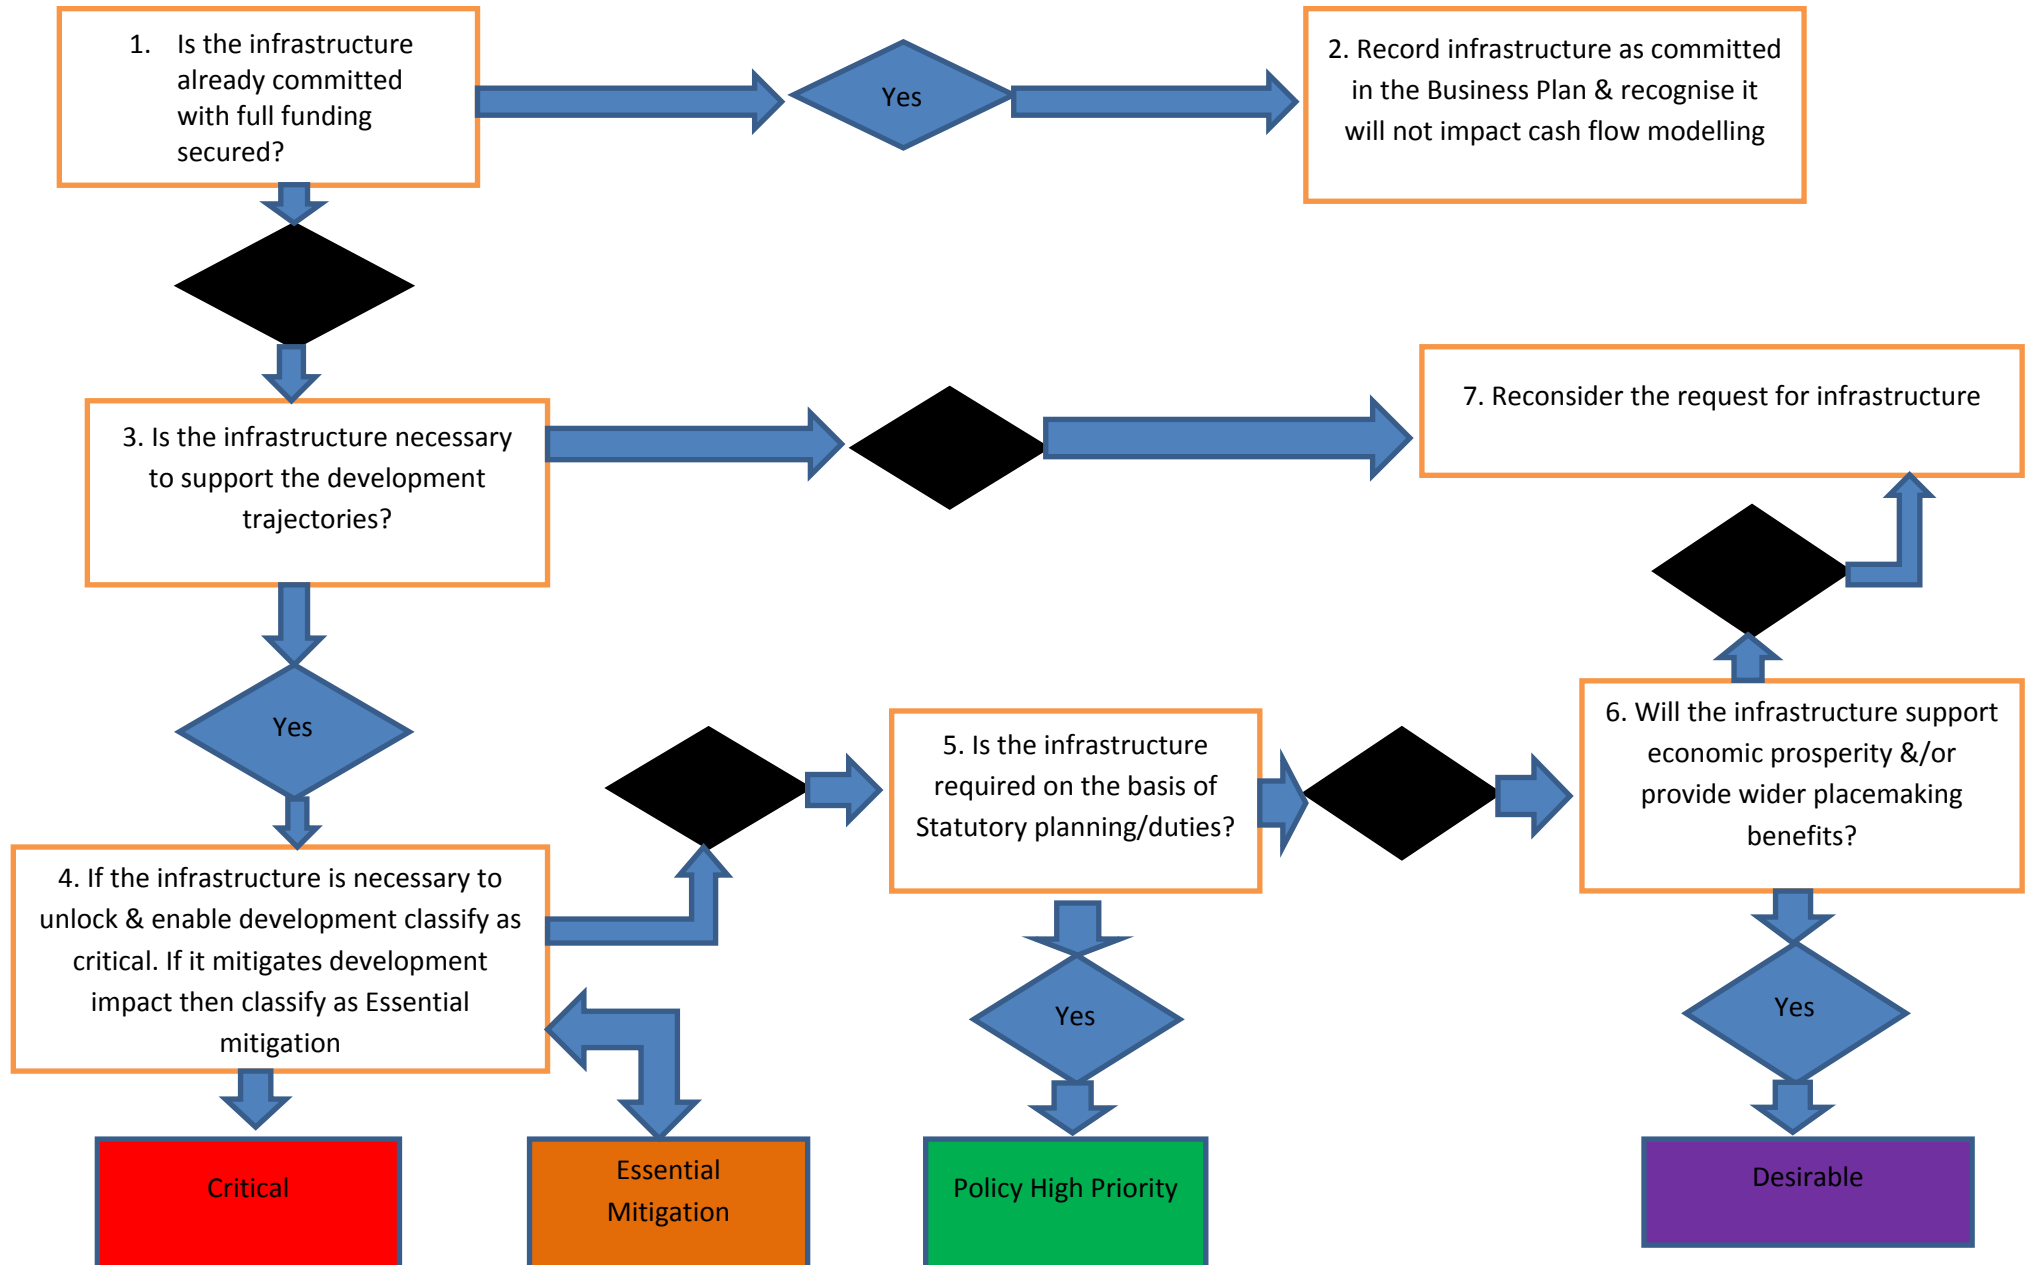 1. Is the infrastructure
already committed
with full funding
secured?
Yes
2. Record infrastructure as committed
in the Business Plan & recognise it
will not impact cash flow modelling
7. Reconsider the request for infrastructure
3. Is the infrastructure necessary
to support the development
trajectories?
Yes
5. Is the infrastructure
required on the basis of
Statutory planning/duties?
6. Will the infrastructure support
economic prosperity &/or
provide wider placemaking
benefits?
4. If the infrastructure is necessary to
unlock & enable development classify as
critical. If it mitigates development
impact then classify as Essential
mitigation
Yes
Yes
Critical
Essential
Mitigation
Policy High Priority
Desirable